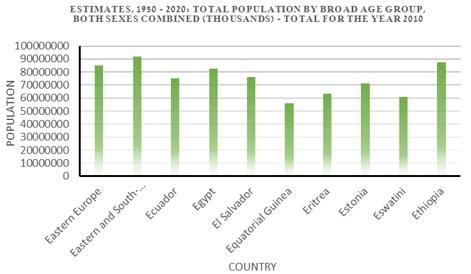 ESTIMATES, 1950 - 2020: TOTAL POPULATION BY BROAD AGE GROUP,
BOTH SEXES COMBINED (THOUSANDS) - TOTAL FOR THE YEAR 2010
POPULATION
100000000
90000000
80000000
70000000
60000000
50000000
40000000
30000000
20000000
10000000
0
Eastern Europe
Eastern and South-...
Ecuador
Egypt
El Salvador
Equatorial Guinea
Eritrea
Estonia
Eswatini
Ethiopia
COUNTRY